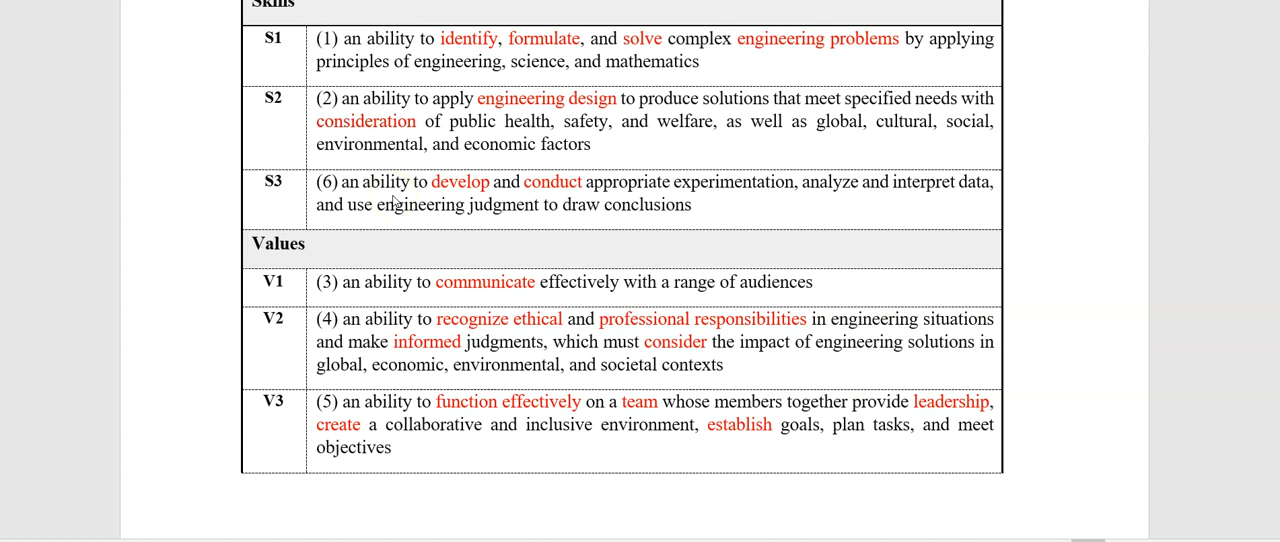 Skills
S1 (1) an ability to identify, formulate, and solve complex engineering problems by applying
principles of engineering, science, and mathematics
S2 (2) an ability to apply engineering design to produce solutions that meet specified needs with
consideration of public health, safety, and welfare, as well as global, cultural, social,
environmental, and economic factors
S3 (6) an ability to develop and conduct appropriate experimentation, analyze and interpret data,
and use engineering judgment to draw conclusions
Values
V1 (3) an ability to communicate effectively with a range of audiences
V2 (4) an ability to recognize ethical and professional responsibilities in engineering situations
and make informed judgments, which must consider the impact of engineering solutions in
global, economic, environmental, and societal contexts
V3 (5) an ability to function effectively on a team whose members together provide leadership,
create a collaborative and inclusive environment, establish goals, plan tasks, and meet
objectives